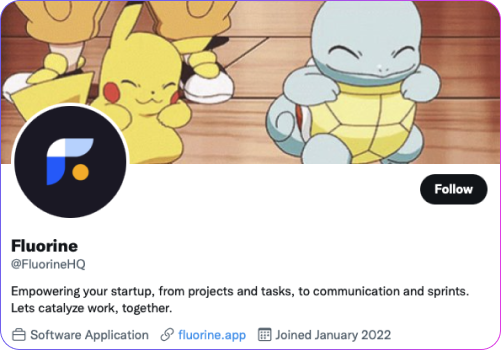 Follow
Fluorine
@FluorineHQ
Empowering your startup, from projects and tasks, to communication and sprints.
Lets catalyze work, together.
Software Application fluorine.app Joined January 2022